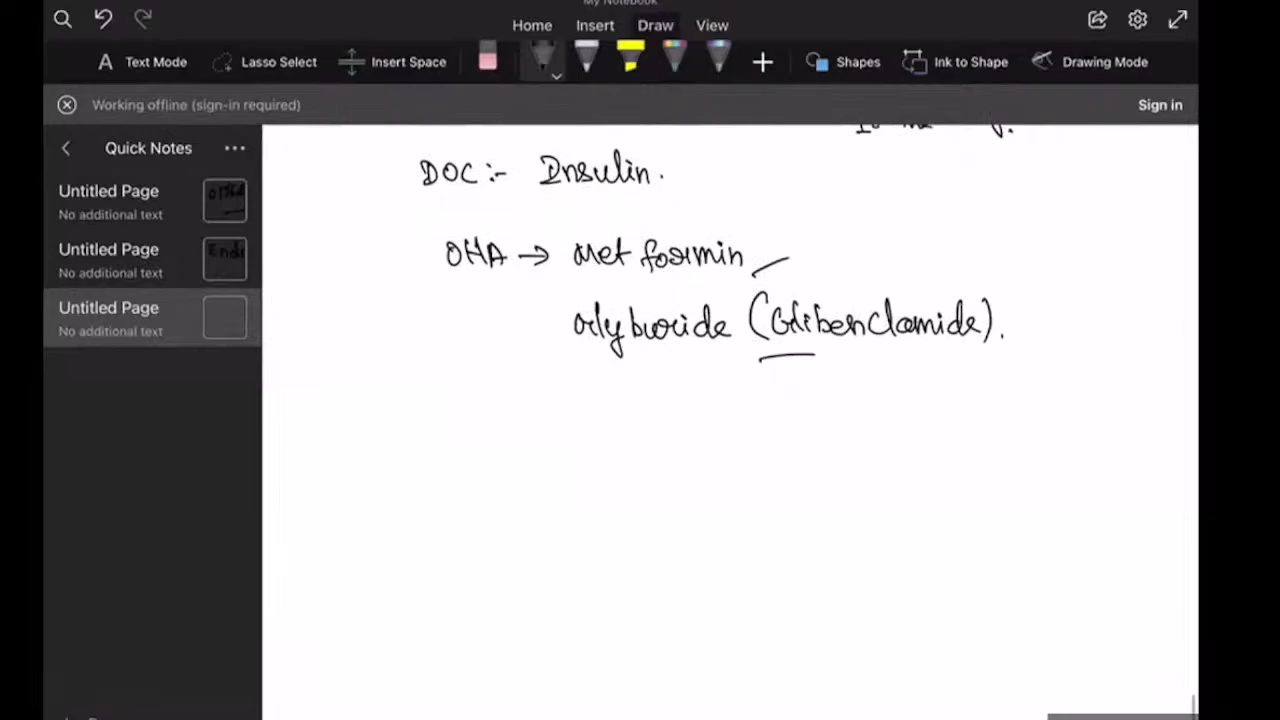 My Notebook
Home Insert Draw View
Text Mode Lasso Select Insert Space Shapes Ink to Shape Drawing Mode
Working offline (sign-in required) Sign in
Quick Notes
Untitled Page
No additional text
Untitled Page
No additional text
Untitled Page
No additional text
DOC :- Insulin.
OHA → Metformin
Glyburide (Glibenclamide).